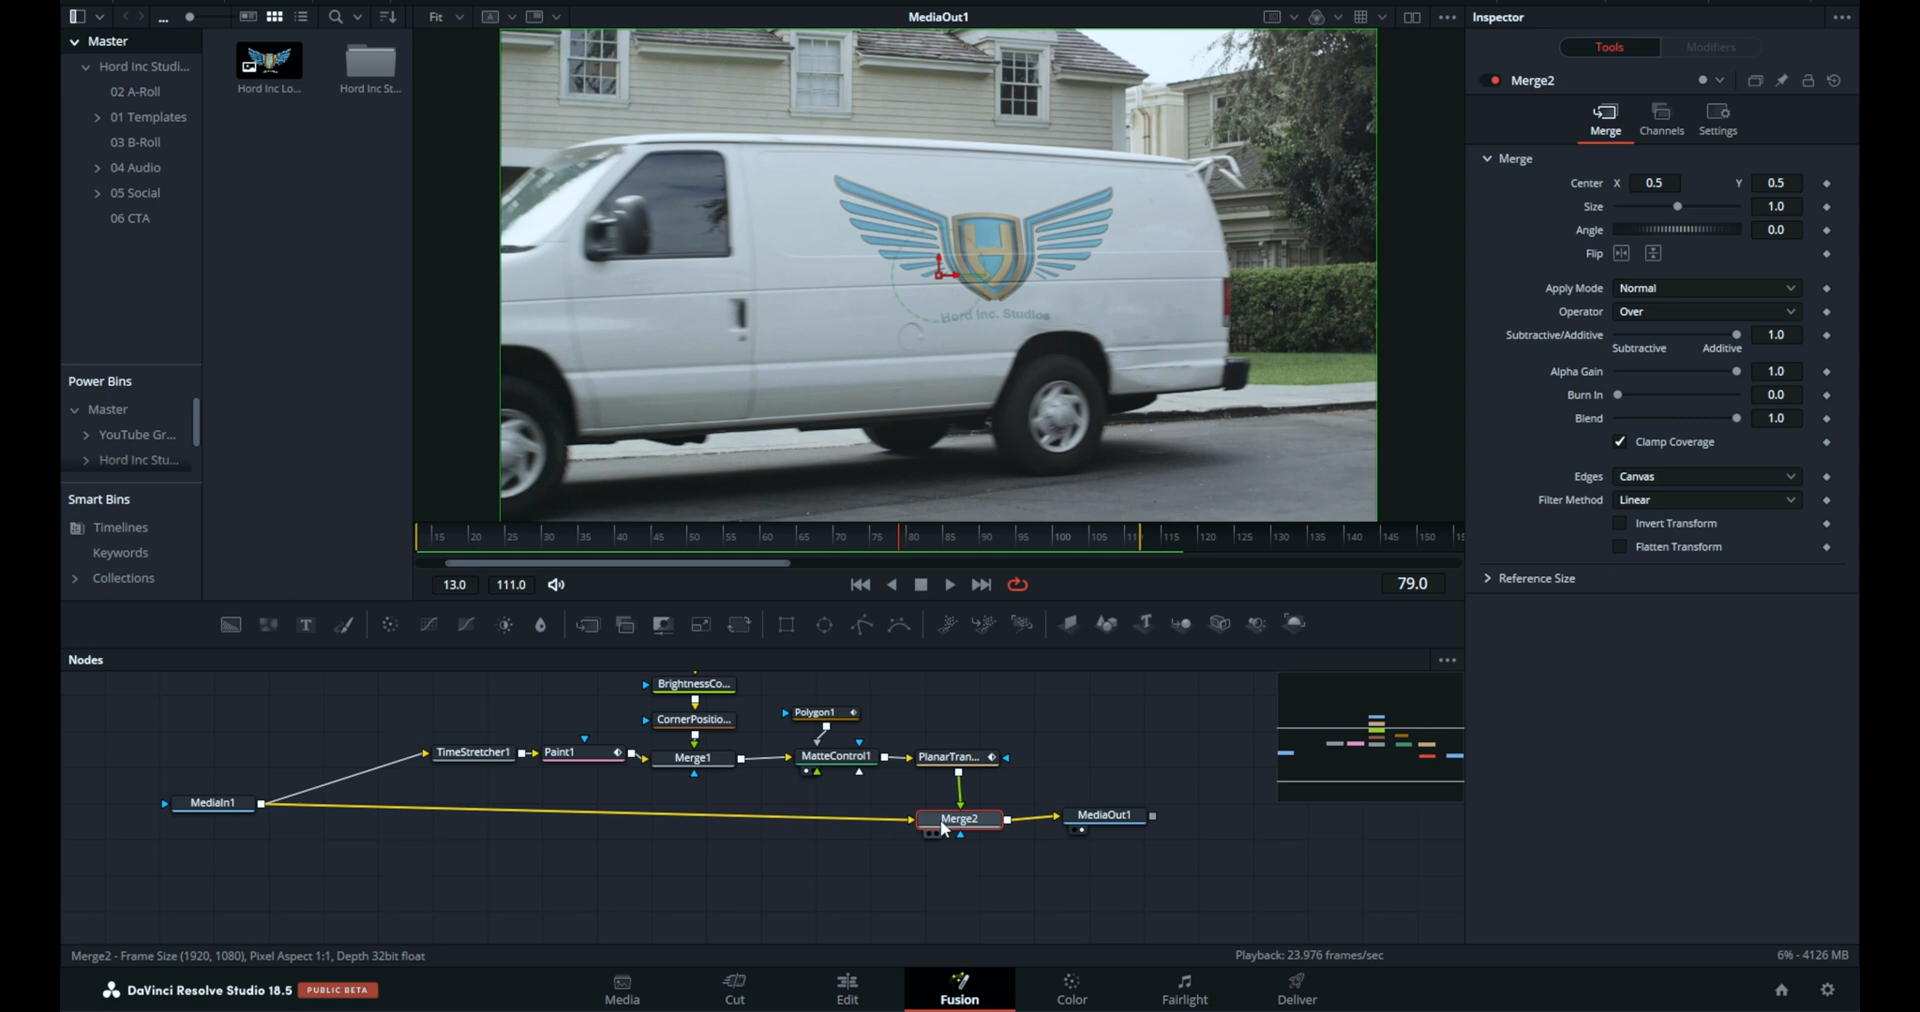 Fit
MediaOut1
Inspector
Master
Hord Inc Studi...
02 A-Roll
01 Templates
03 B-Roll
04 Audio
05 Social
06 CTA
Hord Inc Lo...
Hord Inc St...
Power Bins
Master
YouTube Gr...
Hord Inc Stu...
Smart Bins
Timelines
Keywords
Collections
Hord Inc. Studios
15 20 25 30 35 40 45 50 55 60 65 70 75 80 85 90 95 100 105 11 115 120 125 130 135 140 145 150 15
13.0 111.0 79.0
Tools Modifiers
Merge2
Merge Channels Settings
Merge
Center X 0.5 Y 0.5
Size 1.0
Angle 0.0
Flip
Apply Mode Normal
Operator Over
Subtractive/Additive 1.0
Subtractive Additive
Alpha Gain 1.0
Burn In 0.0
Blend 1.0
Clamp Coverage
Edges Canvas
Filter Method Linear
Invert Transform
Flatten Transform
Reference Size
Nodes
BrightnessCo...
CornerPositio...
Polygon1
TimeStretcher1
Paint1
Merge1
MatteControl1
PlanarTran...
MediaIn1
Merge2
MediaOut1
Merge2 - Frame Size (1920, 1080), Pixel Aspect 1:1, Depth 32bit float
Playback: 23.976 frames/sec
6% - 4126 MB
DaVinci Resolve Studio 18.5 PUBLIC BETA
Media Cut Edit Fusion Color Fairlight Deliver